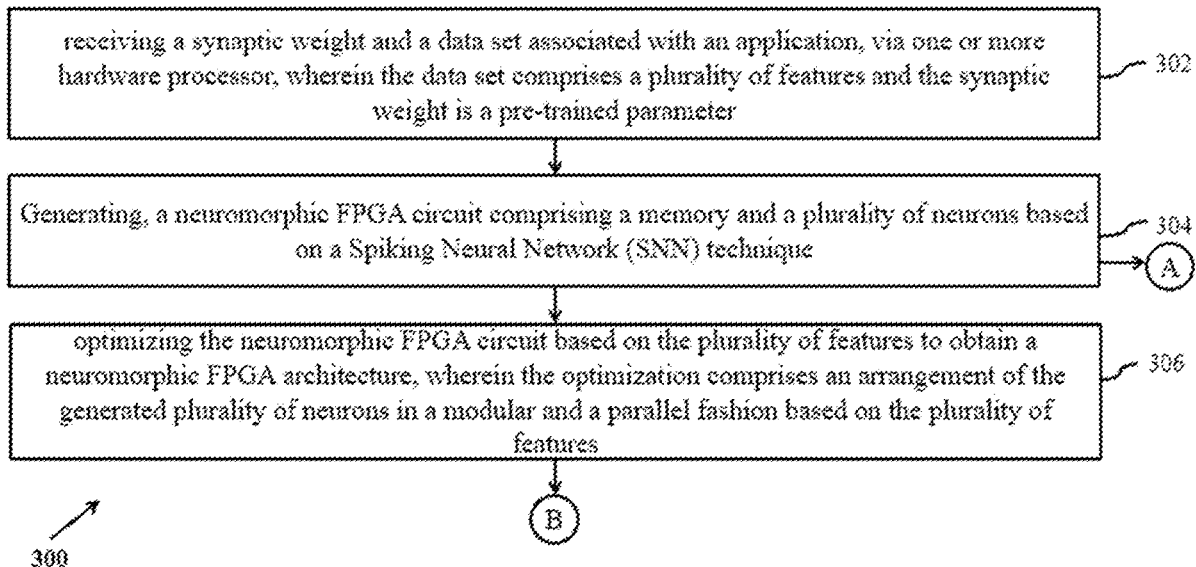 receiving a synaptic weight and a data set associated with an application, via one or more
hardware processor, wherein the data set comprises a plurality of features and the synaptic
weight is a pre-trained parameter
302
Generating, a neuromorphic FPGA circuit comprising a memory and a plurality of neurons based
on a Spiking Neural Network (SNN) technique
304
A
optimizing the neuromorphic FPGA circuit based on the plurality of features to obtain a
neuromorphic FPGA architecture, wherein the optimization comprises an arrangement of the
generated plurality of neurons in a modular and a parallel fashion based on the plurality of
features
306
B
300